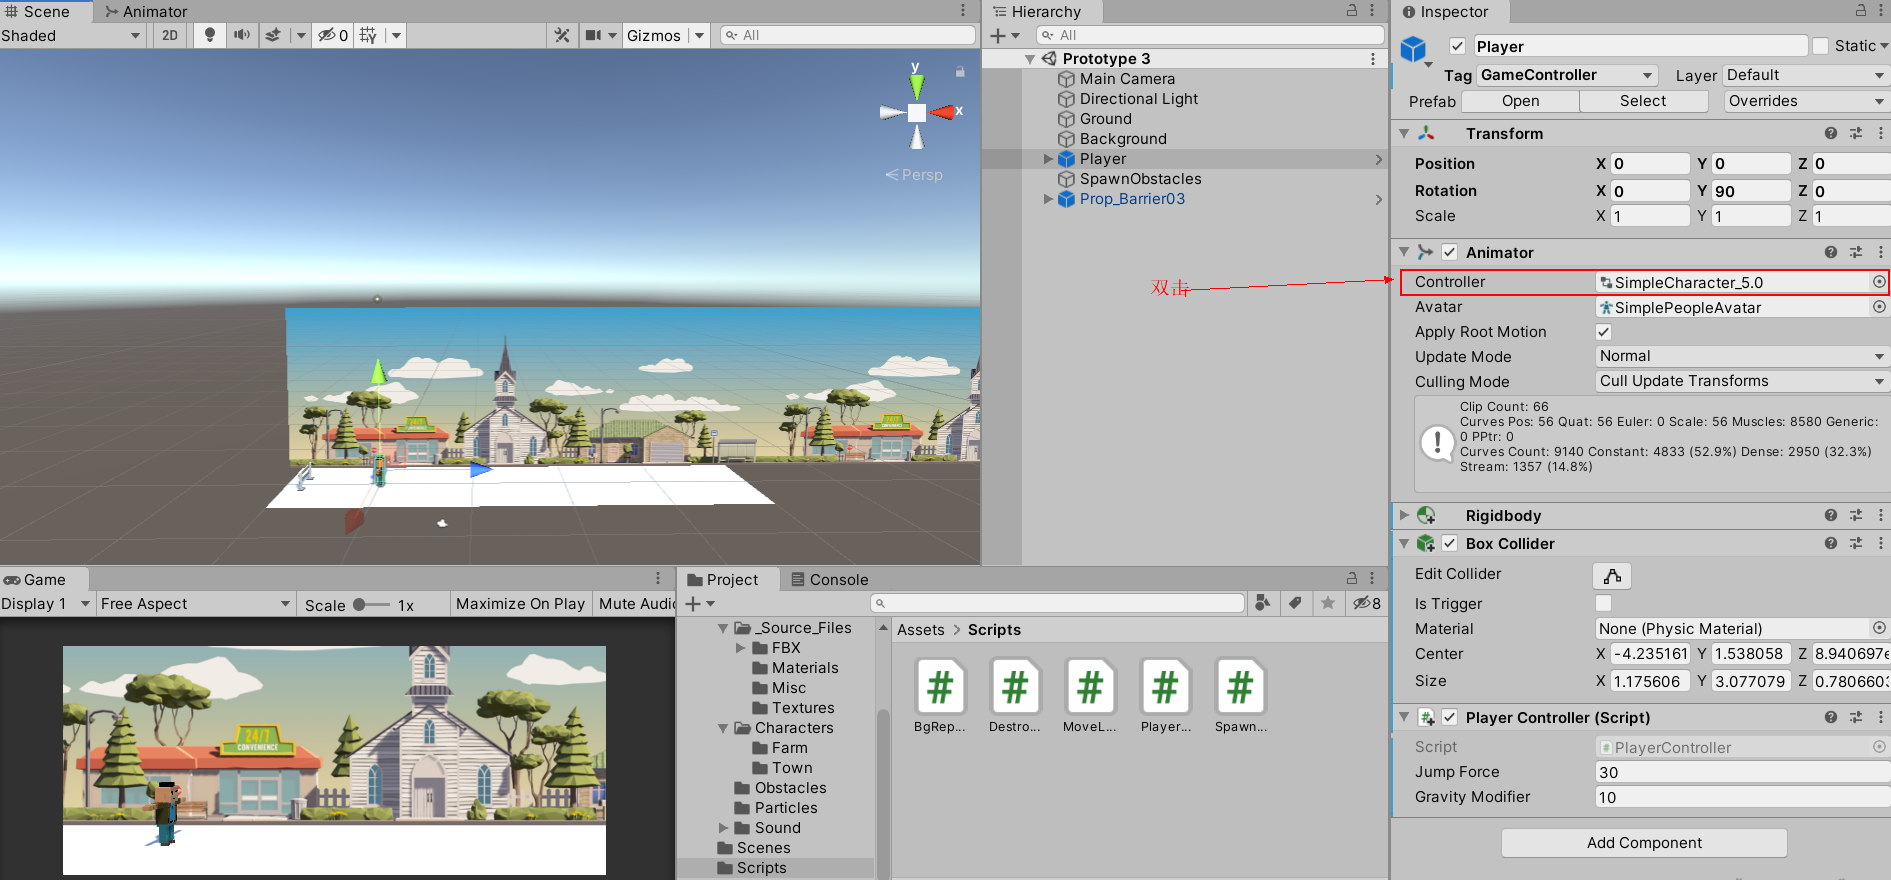 Scene
Animator
Shaded
2D
0
Gizmos
All
y
x
Persp
双击
Game
Display 1
Free Aspect
Scale
1x
Maximize On Play
Mute Audi
24/7
CONVENIENCE
Hierarchy
All
Prototype 3
Main Camera
Directional Light
Ground
Background
Player
SpawnObstacles
Prop_Barrier03
Project
Console
8
_Source_Files
FBX
Materials
Misc
Textures
Characters
Farm
Town
Obstacles
Particles
Sound
Scenes
Scripts
Assets > Scripts
BgRep...
Destro...
MoveL...
Player...
Spawn...
Inspector
Player
Static
Tag GameController
Layer Default
Prefab Open Select Overrides
Transform
Position X 0 Y 0 Z 0
Rotation X 0 Y 90 Z 0
Scale X 1 Y 1 Z 1
Animator
Controller SimpleCharacter_5.0
Avatar SimplePeopleAvatar
Apply Root Motion
Update Mode Normal
Culling Mode Cull Update Transforms
Clip Count: 66
Curves Pos: 56 Quat: 56 Euler: 0 Scale: 56 Muscles: 8580 Generic:
0 PPtr: 0
Curves Count: 9140 Constant: 4833 (52.9%) Dense: 2950 (32.3%)
Stream: 1357 (14.8%)
Rigidbody
Box Collider
Edit Collider
Is Trigger
Material None (Physic Material)
Center X -4.235161 Y 1.538058 Z 8.940697e
Size X 1.175606 Y 3.077079 Z 0.7806603
Player Controller (Script)
Script PlayerController
Jump Force 30
Gravity Modifier 10
Add Component